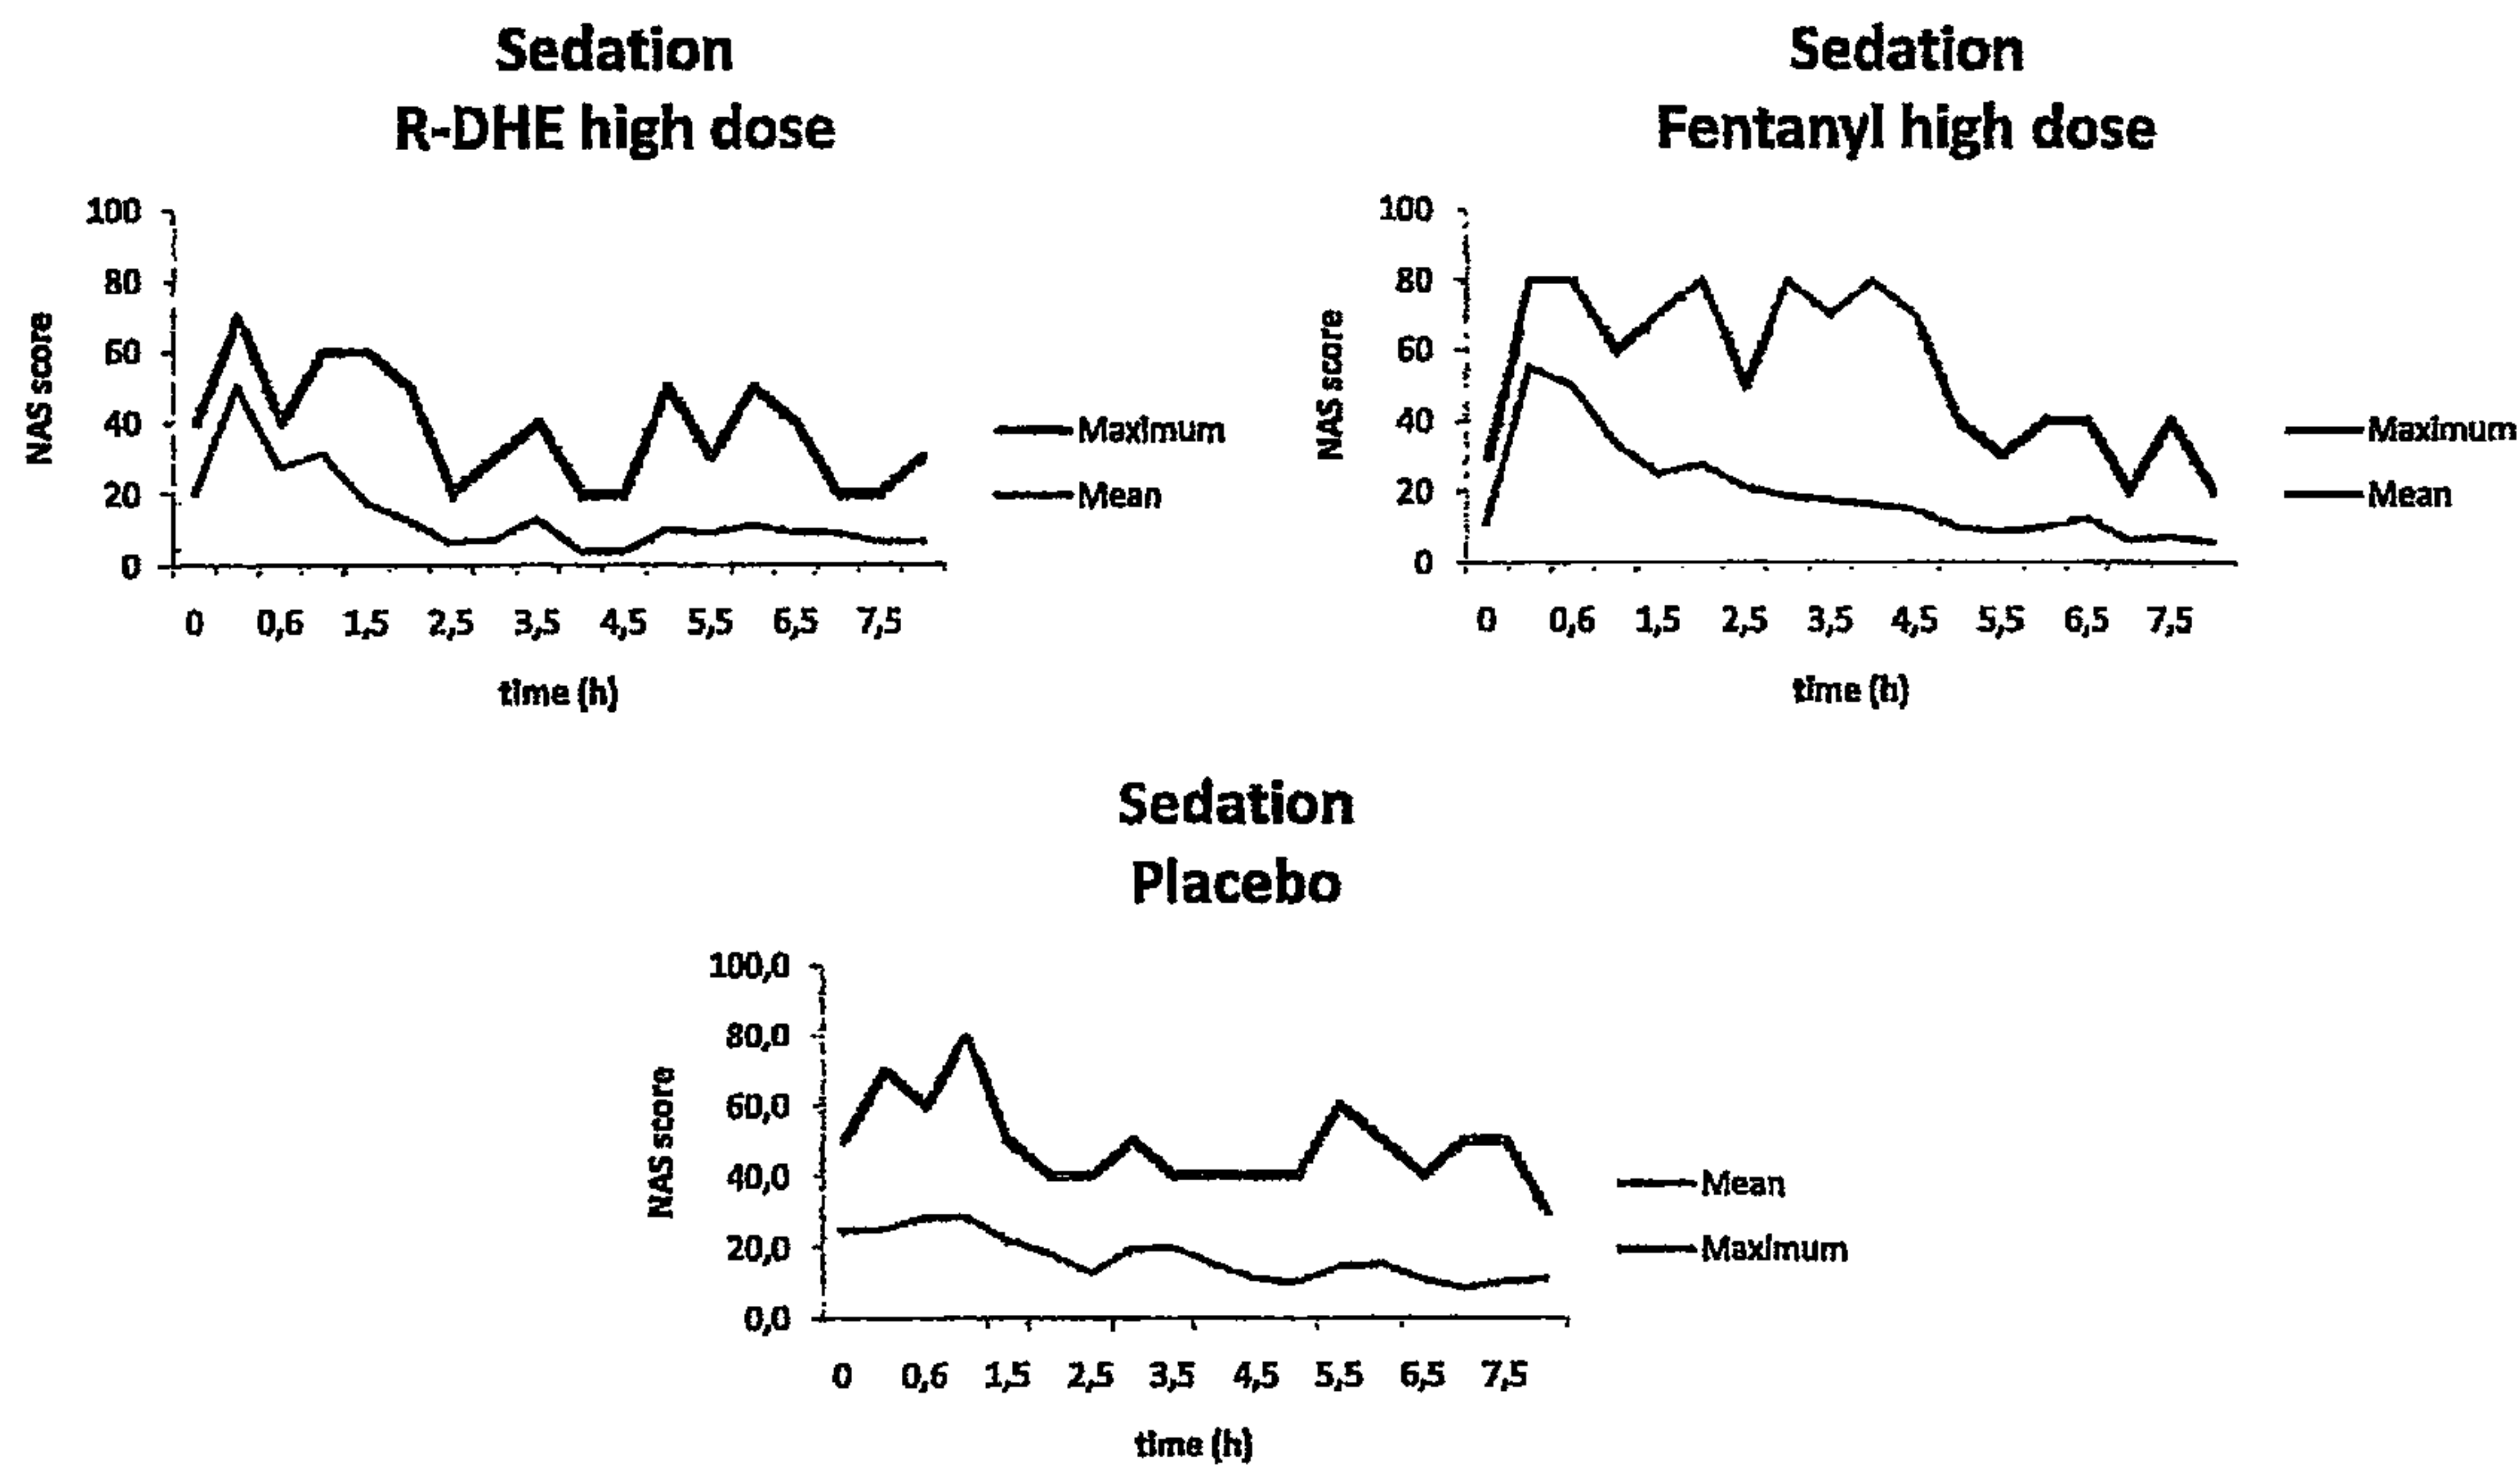 Sedation
R-DHE high dose
100
80
60
40
20
0
NAS score
0 0,6 1,5 2,5 3,5 4,5 5,5 6,5 7,5
time (h)
Maximum
Mean
Sedation
Fentanyl high dose
100
80
60
40
20
0
NAS score
0 0,6 1,5 2,5 3,5 4,5 5,5 6,5 7,5
time (h)
Maximum
Mean
Sedation
Placebo
100,0
80,0
60,0
40,0
20,0
0,0
NAS score
0 0,6 1,5 2,5 3,5 4,5 5,5 6,5 7,5
time (h)
Mean
Maximum